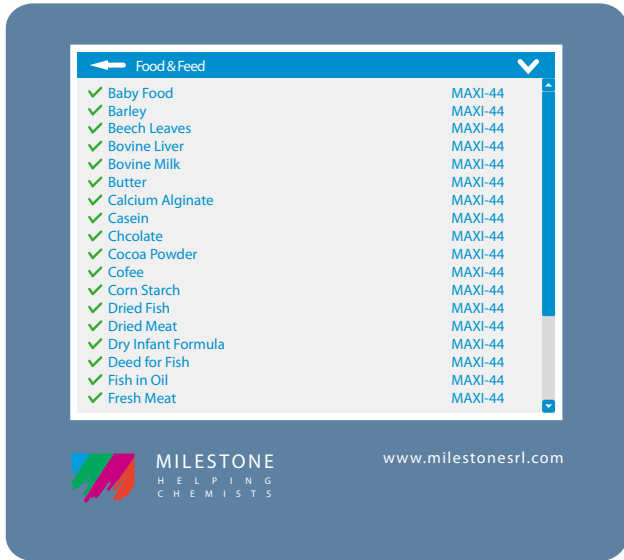 Food & Feed
Baby Food MAXI-44
Barley MAXI-44
Beech Leaves MAXI-44
Bovine Liver MAXI-44
Bovine Milk MAXI-44
Butter MAXI-44
Calcium Alginate MAXI-44
Casein MAXI-44
Chcolate MAXI-44
Cocoa Powder MAXI-44
Cofee MAXI-44
Corn Starch MAXI-44
Dried Fish MAXI-44
Dried Meat MAXI-44
Dry Infant Formula MAXI-44
Deed for Fish MAXI-44
Fish in Oil MAXI-44
Fresh Meat MAXI-44
MILESTONE www.milestonesrl.com
HELPING
CHEMISTS